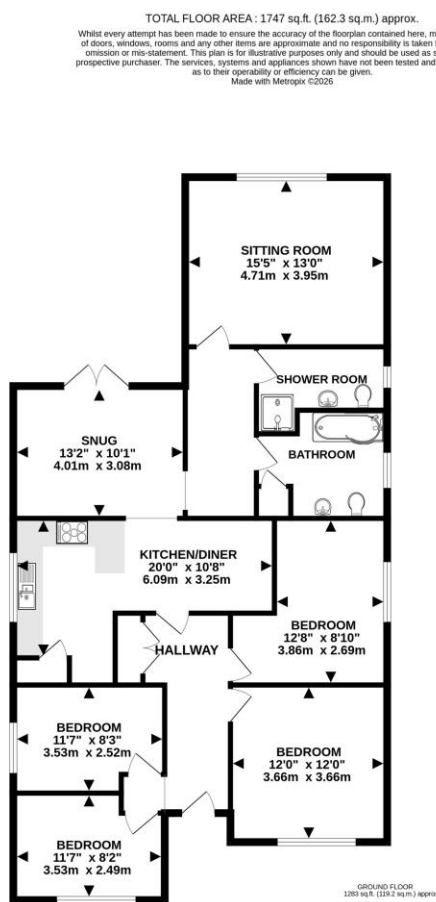 TOTAL FLOOR AREA : 1747 sq.ft. (162.3 sq.m.) approx.
Whilst every attempt has been made to ensure the accuracy of the floorplan contained here,
of doors, windows, rooms and any other items are approximate and no responsibility is taken
omission or mis-statement. This plan is for illustrative purposes only and should be used as
prospective purchaser. The services, systems and appliances shown have not been tested and
as to their operability or efficiency can be given.
Made with Metropix ©2026
SITTING ROOM
15'5" x 13'0"
4.71m x 3.95m
SHOWER ROOM
SNUG
13'2" x 10'1"
4.01m x 3.08m
BATHROOM
KITCHEN/DINER
20'0" x 10'8"
6.09m x 3.25m
BEDROOM
12'8" x 8'10"
3.86m x 2.69m
HALLWAY
BEDROOM
11'7" x 8'3"
3.53m x 2.52m
BEDROOM
12'0" x 12'0"
3.66m x 3.66m
BEDROOM
11'7" x 8'2"
3.53m x 2.49m
GROUND FLOOR
1283 sq.ft. (119.2 sq.m.)